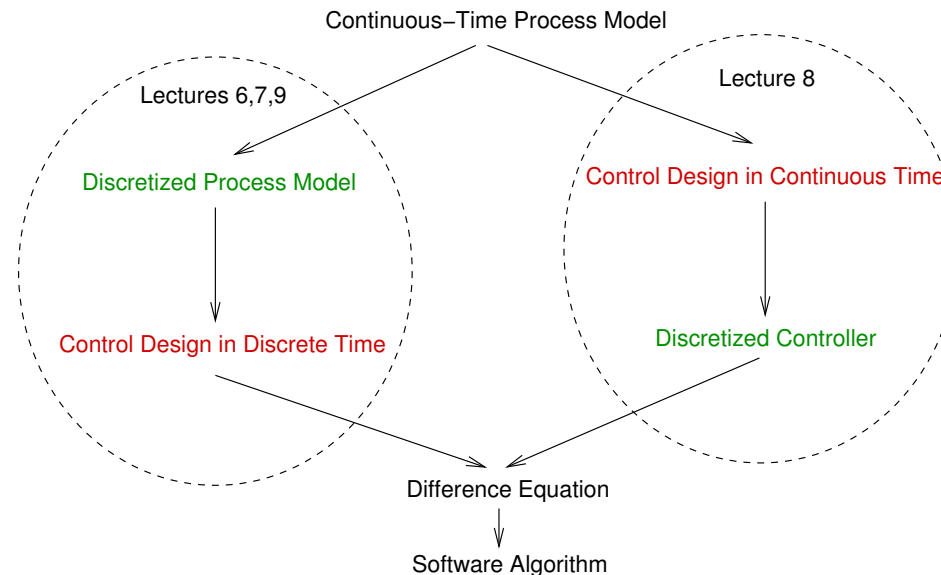 Continuous−Time Process Model
Lectures 6,7,9
Lecture 8
Discretized Process Model
Control Design in Continuous Time
Control Design in Discrete Time
Discretized Controller
Difference Equation
Software Algorithm